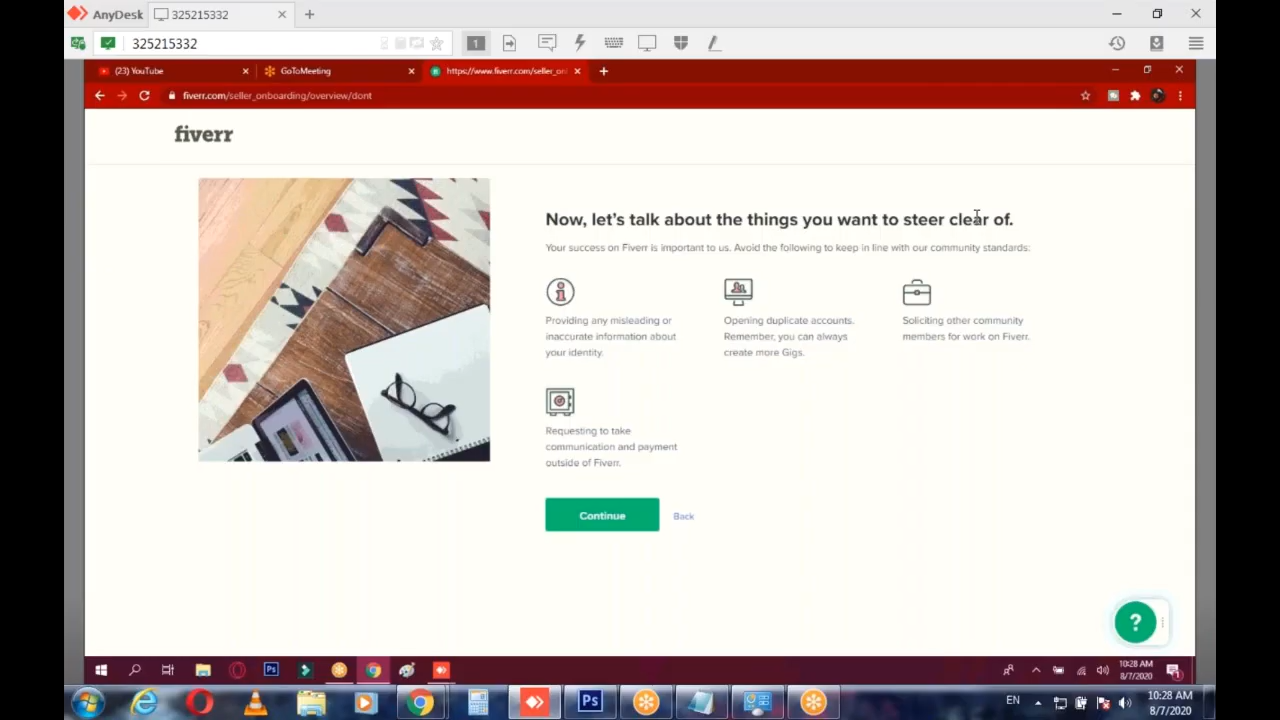 AnyDesk
325215332
325215332
1
(23) YouTube
GoToMeeting
https://www.fiverr.com/seller_onl
fiverr.com/seller_onboarding/overview/dont
fiverr
Now, let's talk about the things you want to steer clear of.
Your success on Fiverr is important to us. Avoid the following to keep in line with our community standards:
Providing any misleading or
inaccurate information about
your identity.
Opening duplicate accounts.
Remember, you can always
create more Gigs.
Soliciting other community
members for work on Fiverr.
Requesting to take
communication and payment
outside of Fiverr.
Continue
Back
?
Ps
10:28 AM
8/7/2020
1
Ps
EN
10:28 AM
8/7/2020